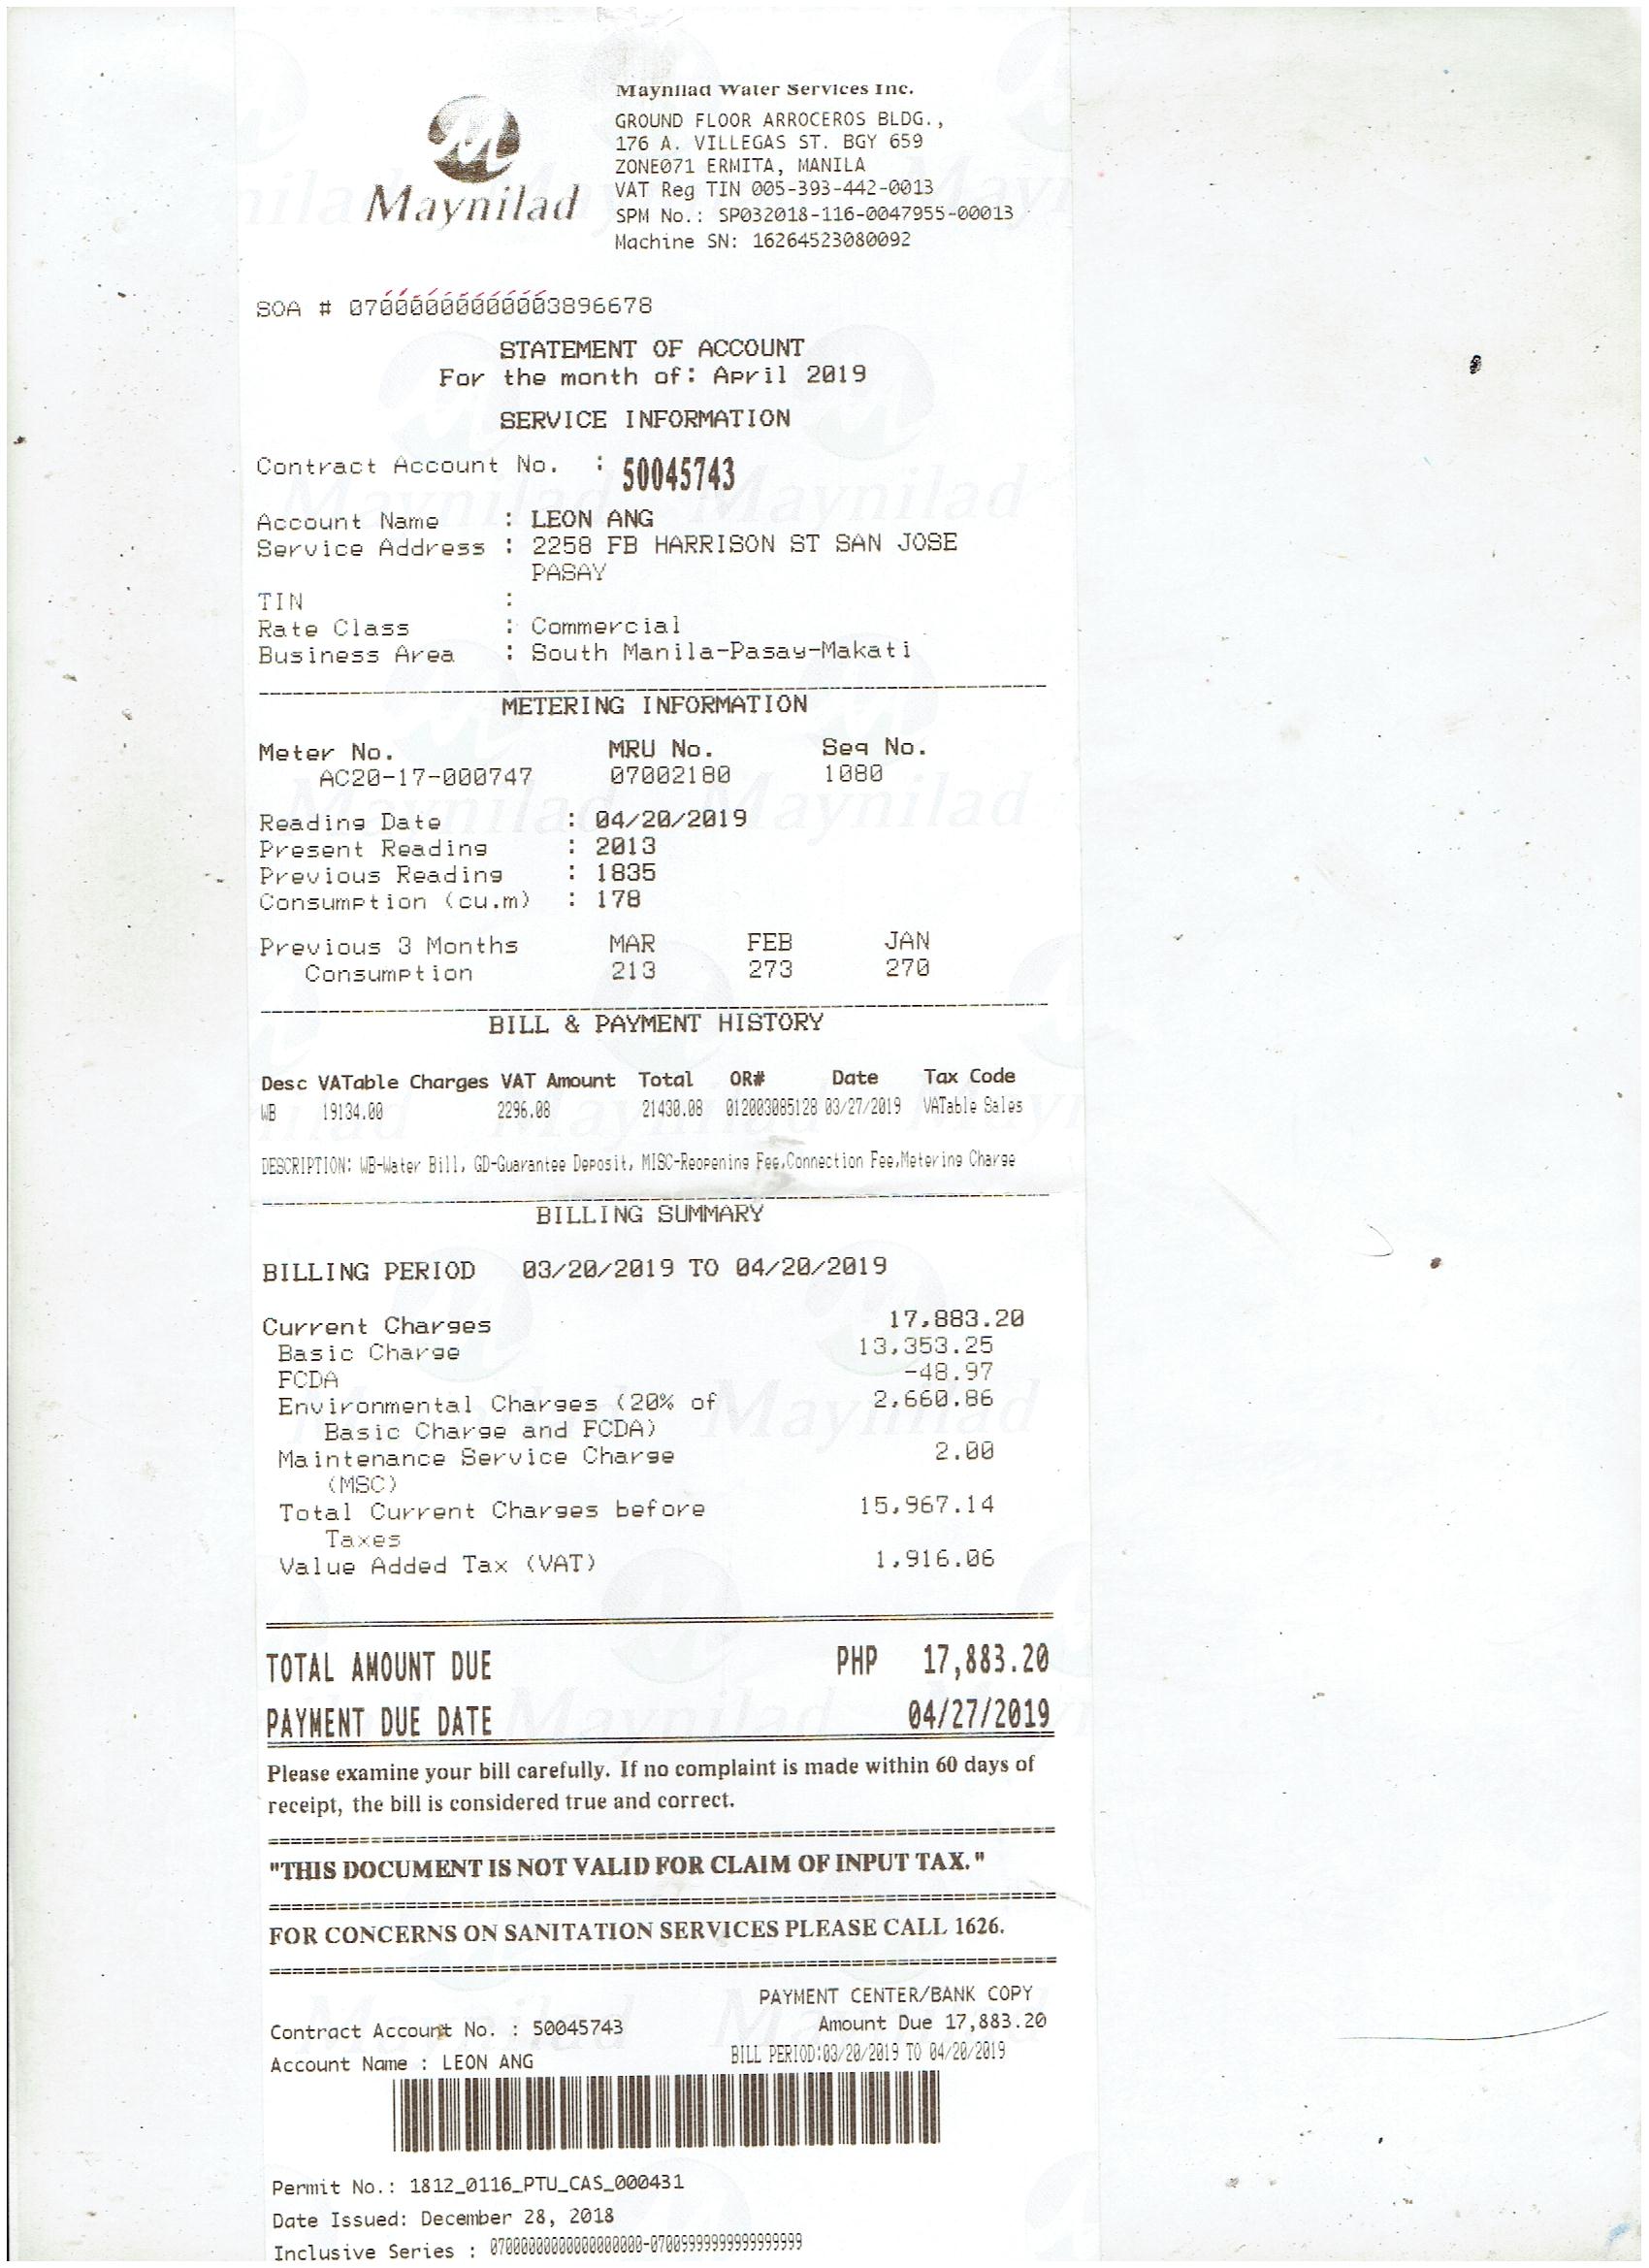 Maynilad Water Services Inc.
GROUND FLOOR ARROCEROS BLDG.,
176 A. VILLEGAS ST. BGY 659
ZONE071 ERMITA, MANILA
VAT Reg TIN 005-393-442-0013
SPM No.: SP032018-116-0047955-00013
Machine SN: 16264523080092
Maynilad
SOA # 07000000000003896678
STATEMENT OF ACCOUNT
For the month of: April 2019
SERVICE INFORMATION
Contract Account No. : 50045743
Account Name : LEON ANG
Service Address : 2258 FB HARRISON ST SAN JOSE
PASAY
TIN :
Rate Class : Commercial
Business Area : South Manila-Pasay-Makati
METERING INFORMATION
Meter No. MRU No. Seq No.
AC20-17-000747 07002180 1080
Reading Date : 04/20/2019
Present Reading : 2013
Previous Reading : 1835
Consumption (cu.m) : 178
Previous 3 Months MAR FEB JAN
Consumption 213 273 270
BILL & PAYMENT HISTORY
Desc VATable Charges VAT Amount Total OR# Date Tax Code
WB 19134.00 2296.08 21430.08 012003085128 03/27/2019 VATable Sales
DESCRIPTION: WB-Water Bill, GD-Guarantee Deposit, MISC-Reopening Fee,Connection Fee,Metering Charge
BILLING SUMMARY
BILLING PERIOD 03/20/2019 TO 04/20/2019
Current Charges 17,883.20
Basic Charge 13,353.25
FCDA -48.97
Environmental Charges (20% of 2,660.86
Basic Charge and FCDA)
Maintenance Service Charge 2.00
(MSC)
Total Current Charges before 15,967.14
Taxes
Value Added Tax (VAT) 1,916.06
TOTAL AMOUNT DUE PHP 17,883.20
PAYMENT DUE DATE 04/27/2019
Please examine your bill carefully. If no complaint is made within 60 days of
receipt, the bill is considered true and correct.
"THIS DOCUMENT IS NOT VALID FOR CLAIM OF INPUT TAX."
FOR CONCERNS ON SANITATION SERVICES PLEASE CALL 1626.
PAYMENT CENTER/BANK COPY
Contract Account No. : 50045743 Amount Due 17,883.20
Account Name : LEON ANG BILL PERIOD:03/20/2019 TO 04/20/2019
Permit No.: 1812_0116_PTU_CAS_000431
Date Issued: December 28, 2018
Inclusive Series :